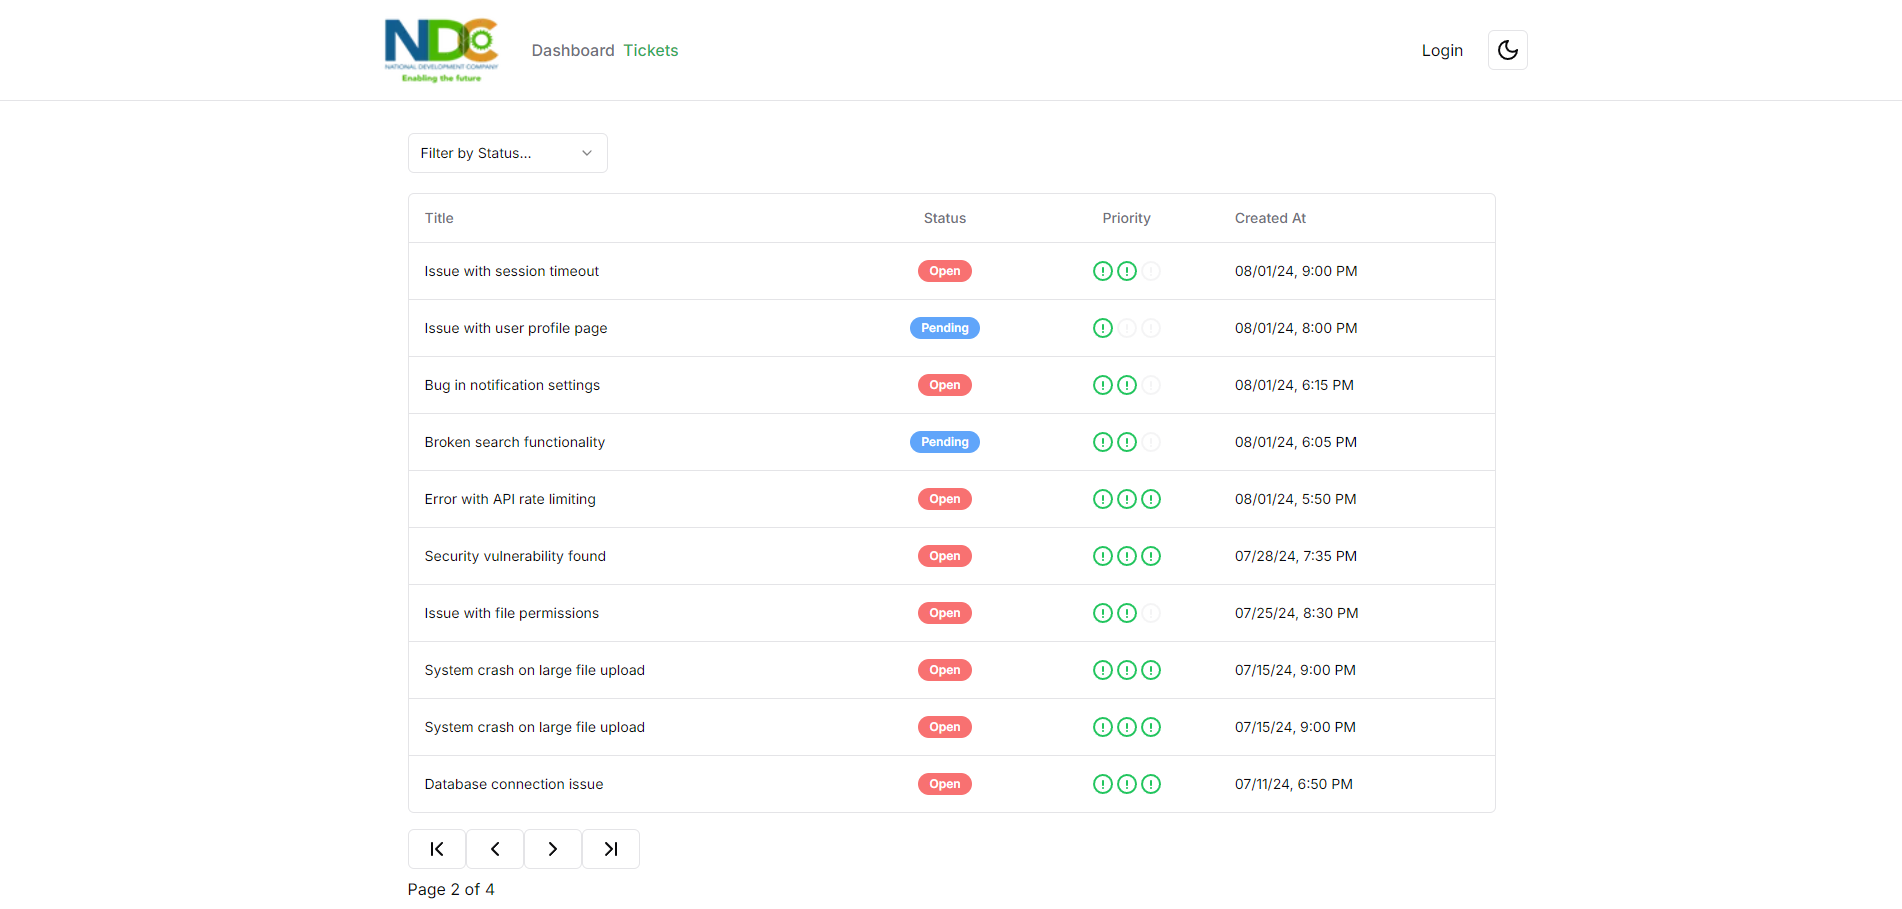 NDC
NATIONAL DEVELOPMENT COMPANY
Enabling the future
Dashboard Tickets
Login
Filter by Status...
Title Status Priority Created At
Issue with session timeout Open 08/01/24, 9:00 PM
Issue with user profile page Pending 08/01/24, 8:00 PM
Bug in notification settings Open 08/01/24, 6:15 PM
Broken search functionality Pending 08/01/24, 6:05 PM
Error with API rate limiting Open 08/01/24, 5:50 PM
Security vulnerability found Open 07/28/24, 7:35 PM
Issue with file permissions Open 07/25/24, 8:30 PM
System crash on large file upload Open 07/15/24, 9:00 PM
System crash on large file upload Open 07/15/24, 9:00 PM
Database connection issue Open 07/11/24, 6:50 PM
Page 2 of 4